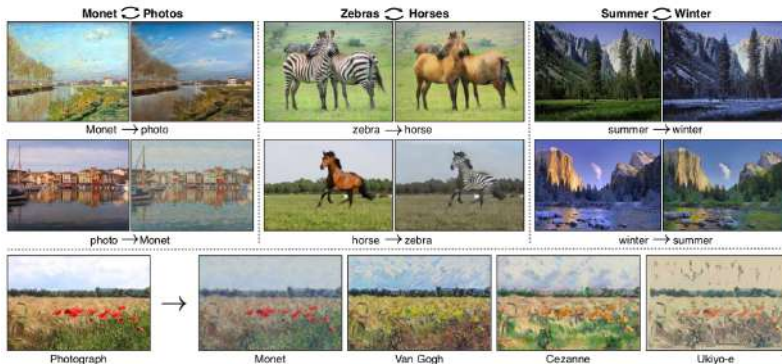 Monet Photos
Zebras Horses
Summer Winter
Monet → photo
zebra → horse
summer → winter
photo → Monet
horse → zebra
winter → summer
Photograph
Monet
Van Gogh
Cezanne
Ukiyo-e